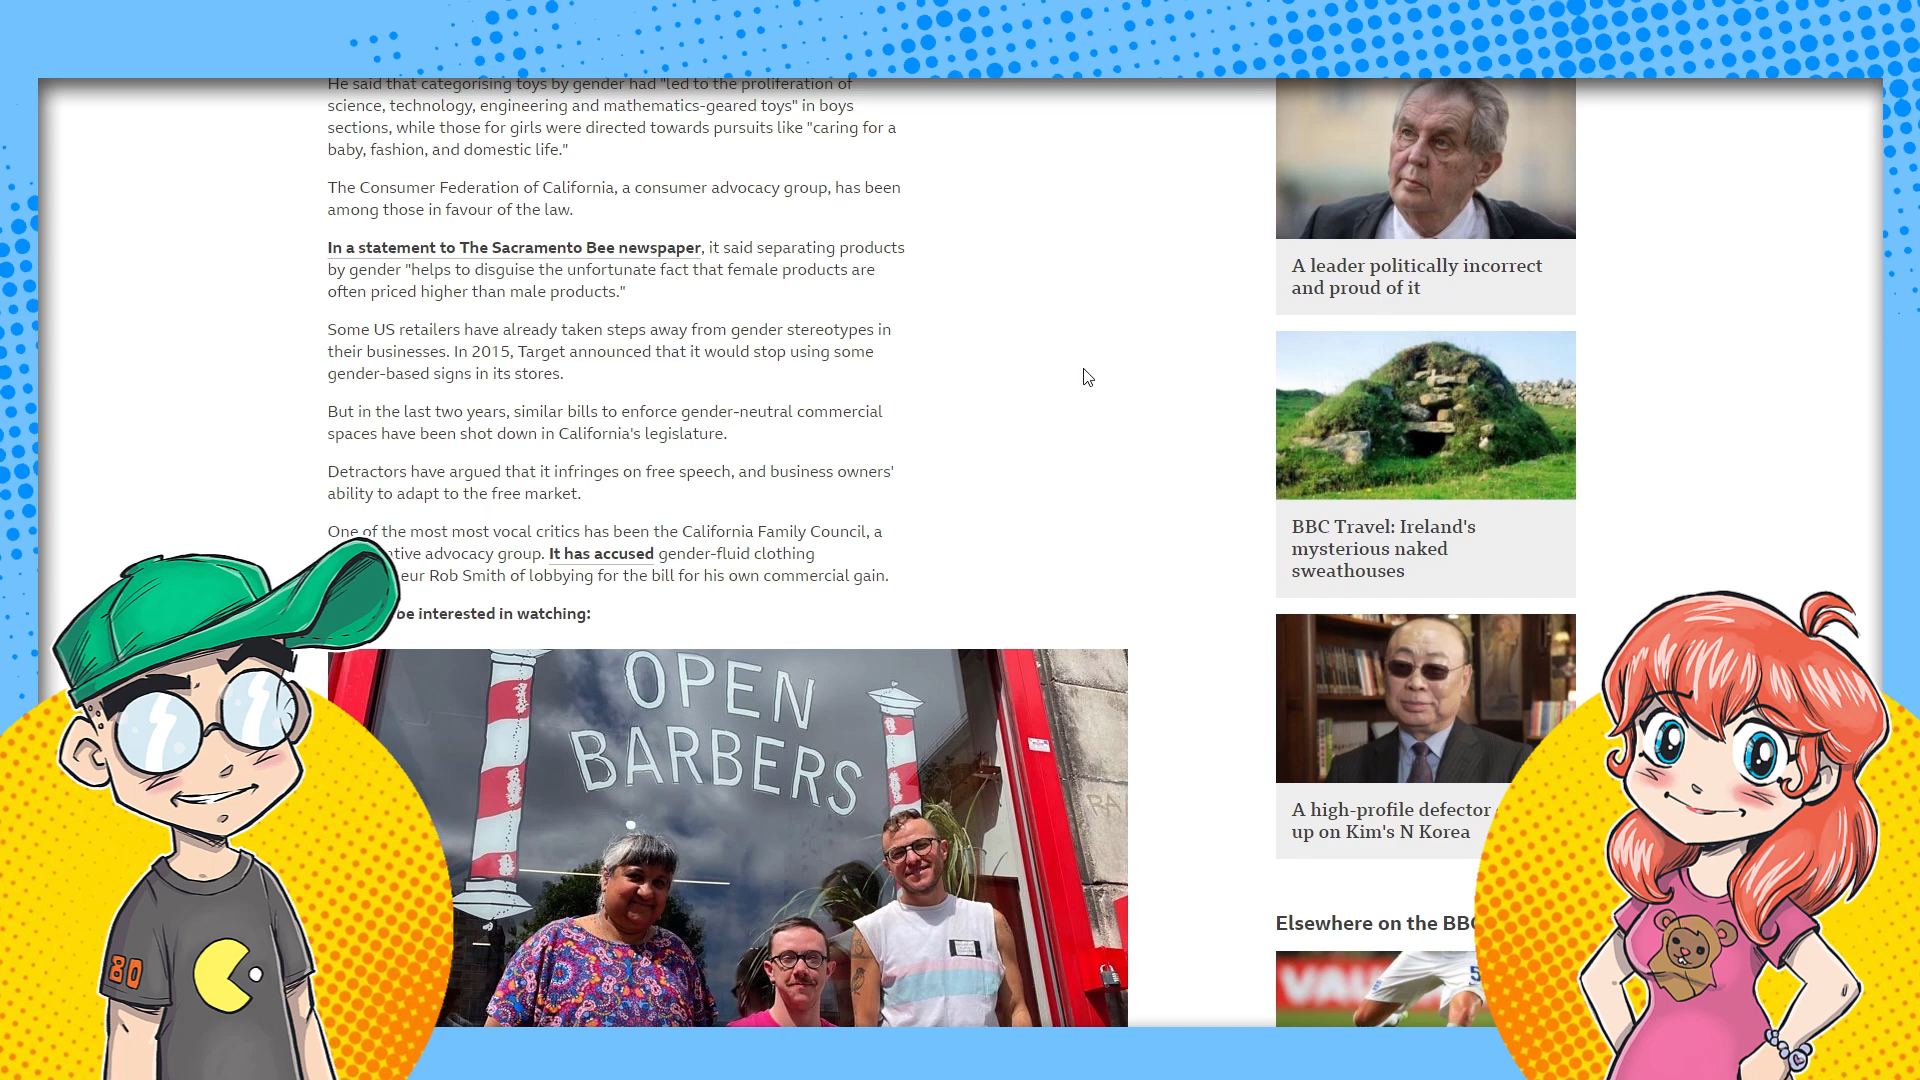 He said that categorising toys by gender had "led to the proliferation of
science, technology, engineering and mathematics-geared toys" in boys
sections, while those for girls were directed towards pursuits like "caring for a
baby, fashion, and domestic life."
The Consumer Federation of California, a consumer advocacy group, has been
among those in favour of the law.
In a statement to The Sacramento Bee newspaper, it said separating products
by gender "helps to disguise the unfortunate fact that female products are
often priced higher than male products."
Some US retailers have already taken steps away from gender stereotypes in
their businesses. In 2015, Target announced that it would stop using some
gender-based signs in its stores.
But in the last two years, similar bills to enforce gender-neutral commercial
spaces have been shot down in California's legislature.
Detractors have argued that it infringes on free speech, and business owners'
ability to adapt to the free market.
One of the most most vocal critics has been the California Family Council, a
tive advocacy group. It has accused gender-fluid clothing
eur Rob Smith of lobbying for the bill for his own commercial gain.
be interested in watching:
OPEN
BARBERS
80
A leader politically incorrect
and proud of it
BBC Travel: Ireland's
mysterious naked
sweathouses
A high-profile defector
up on Kim's N Korea
Elsewhere on the BBC
VAU
5